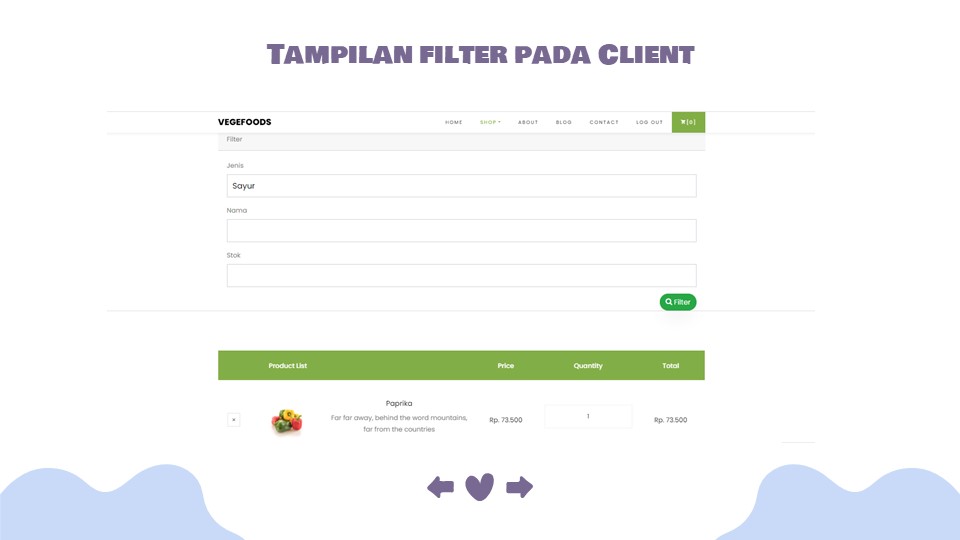 TAMPILAN FILTER PADA CLIENT
VEGEFOODS
HOME SHOP ABOUT BLOG CONTACT LOG OUT [0]
Filter
Jenis
Sayur
Nama
Stok
Filter
Product List Price Quantity Total
Paprika
× Far far away, behind the word mountains, Rp. 73.500 1 Rp. 73.500
far from the countries